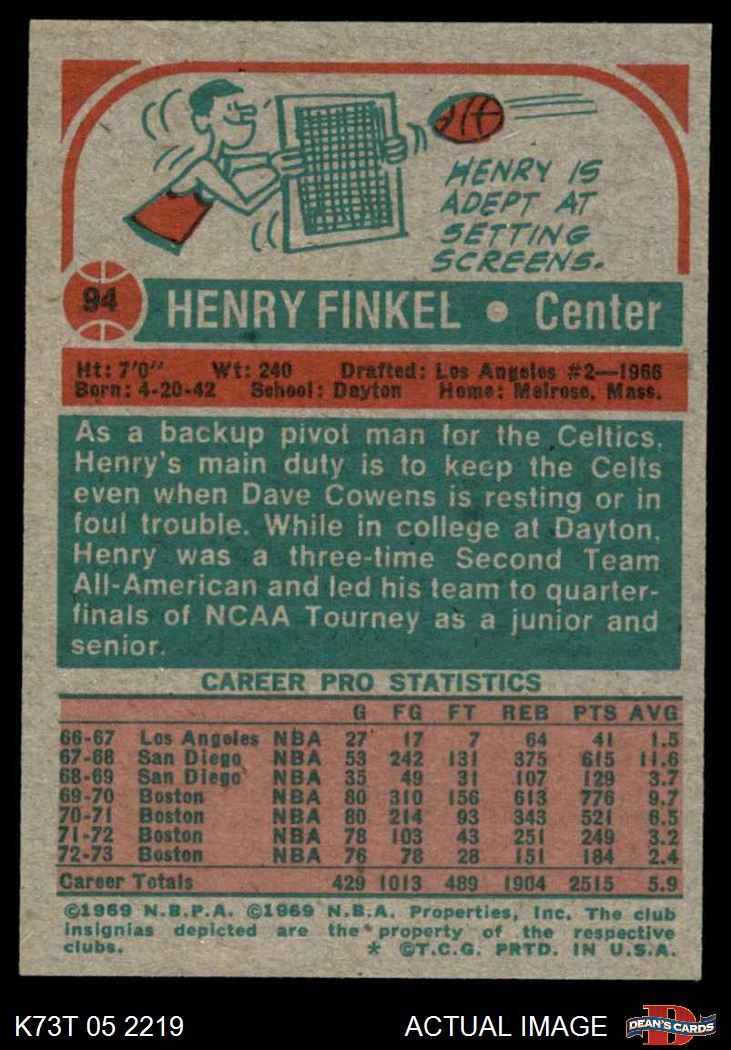 HENRY IS
ADEPT AT
SETTING
SCREENS.
94
HENRY FINKEL • Center
Ht: 7'0" Wt: 240 Drafted: Los Angeles #2—1966
Born: 4-20-42 School: Dayton Home: Melrose, Mass.
As a backup pivot man for the Celtics,
Henry's main duty is to keep the Celts
even when Dave Cowens is resting or in
foul trouble. While in college at Dayton,
Henry was a three-time Second Team
All-American and led his team to quarter-
finals of NCAA Tourney as a junior and
senior.
CAREER PRO STATISTICS
G FG FT REB PTS AVG
66-67 Los Angeles NBA 27 17 7 64 41 1.5
67-68 San Diego NBA 53 242 131 375 615 11.6
68-69 San Diego NBA 35 49 31 107 129 3.7
69-70 Boston NBA 80 310 156 613 776 9.7
70-71 Boston NBA 80 214 93 343 521 6.5
71-72 Boston NBA 78 103 43 251 249 3.2
72-73 Boston NBA 76 78 28 151 184 2.4
Career Totals 429 1013 489 1904 2515 5.9
©1969 N.B.P.A. ©1969 N.B.A. Properties, Inc. The club
insignias depicted are the property of the respective
clubs. * ©T.C.G. PRTD. IN U.S.A.
K73T 05 2219 ACTUAL IMAGE D DEAN'S CARDS